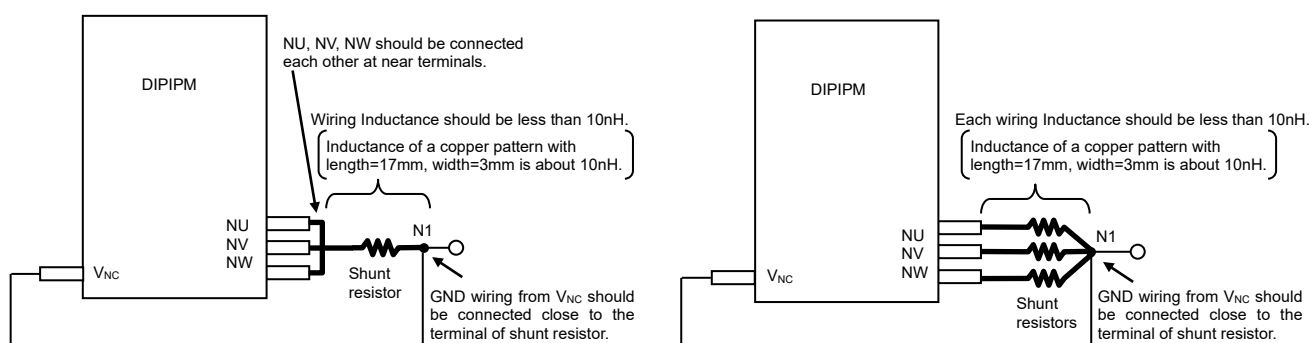 NU, NV, NW should be connected
each other at near terminals.
DIPIPM
Wiring Inductance should be less than 10nH.
Inductance of a copper pattern with
length=17mm, width=3mm is about 10nH.
NU
NV
NW
N1
VNC
Shunt
resistor
GND wiring from VNC should
be connected close to the
terminal of shunt resistor.
DIPIPM
Each wiring Inductance should be less than 10nH.
Inductance of a copper pattern with
length=17mm, width=3mm is about 10nH.
NU
NV
NW
N1
VNC
Shunt
resistors
GND wiring from VNC should
be connected close to the
terminal of shunt resistor.